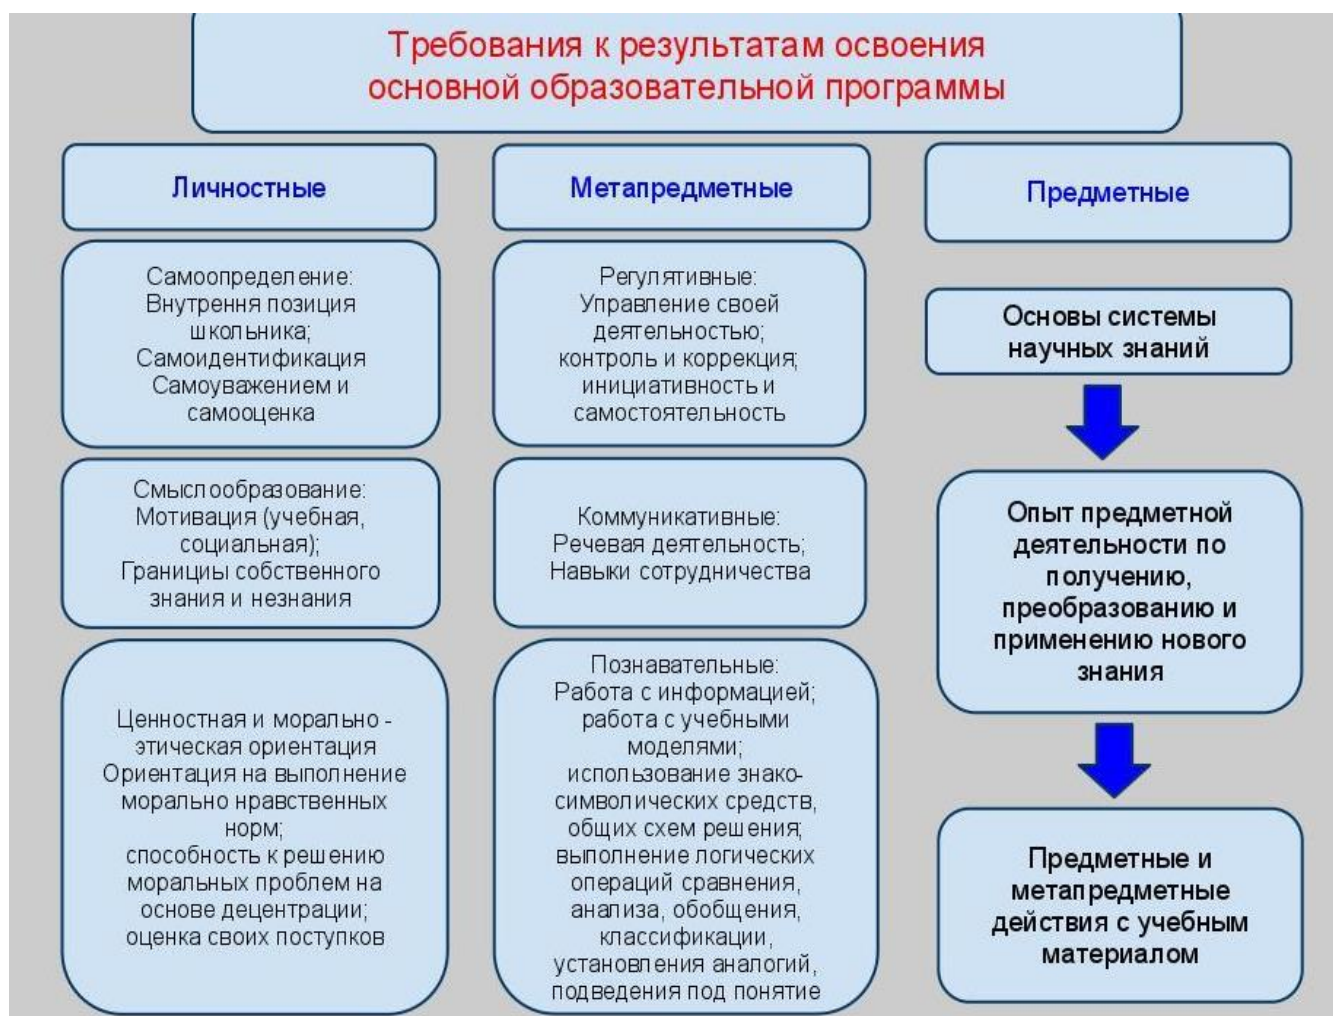 Требования к результатам освоения
основной образовательной программы
Личностные
Самоопределение:
Внутрення позиция
школьника;
Самоидентификация
Самоуважением и
самооценка
Смыслообразование:
Мотивация (учебная,
социальная);
Границиы собственного
знания и незнания
Ценностная и морально -
этическая ориентация
Ориентация на выполнение
морально нравственных
норм;
способность к решению
моральных проблем на
основе децентрации;
оценка своих поступков
Метапредметные
Регулятивные:
Управление своей
деятельностью;
контроль и коррекция;
инициативность и
самостоятельность
Коммуникативные:
Речевая деятельность;
Навыки сотрудничества
Познавательные:
Работа с информацией;
работа с учебными
моделями;
использование знако-
символических средств,
общих схем решения;
выполнение логических
операций сравнения,
анализа, обобщения,
классификации,
установления аналогий,
подведения под понятие
Предметные
Основы системы
научных знаний
Опыт предметной
деятельности по
получению,
преобразованию и
применению нового
знания
Предметные и
метапредметные
действия с учебным
материалом